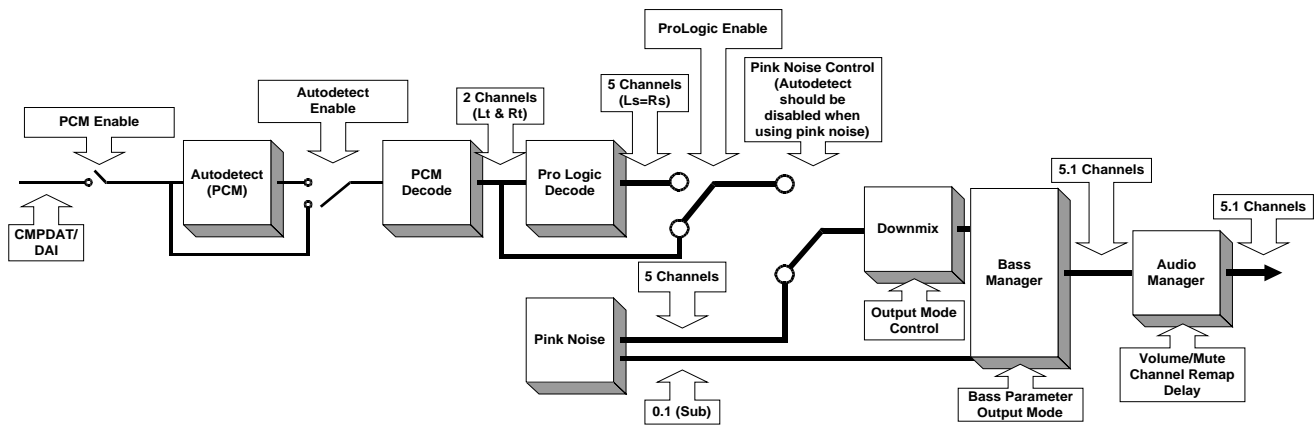 ProLogic Enable
Pink Noise Control
(Autodetect
should be
disabled when
using pink noise)
5 Channels
(Ls=Rs)
2 Channels
(Lt & Rt)
Autodetect
Enable
PCM Enable
Autodetect
(PCM)
PCM
Decode
Pro Logic
Decode
CMPDAT/
DAI
5.1 Channels
5.1 Channels
Downmix
Bass
Manager
Audio
Manager
5 Channels
Output Mode
Control
Pink Noise
Volume/Mute
Channel Remap
Delay
0.1 (Sub)
Bass Parameter
Output Mode